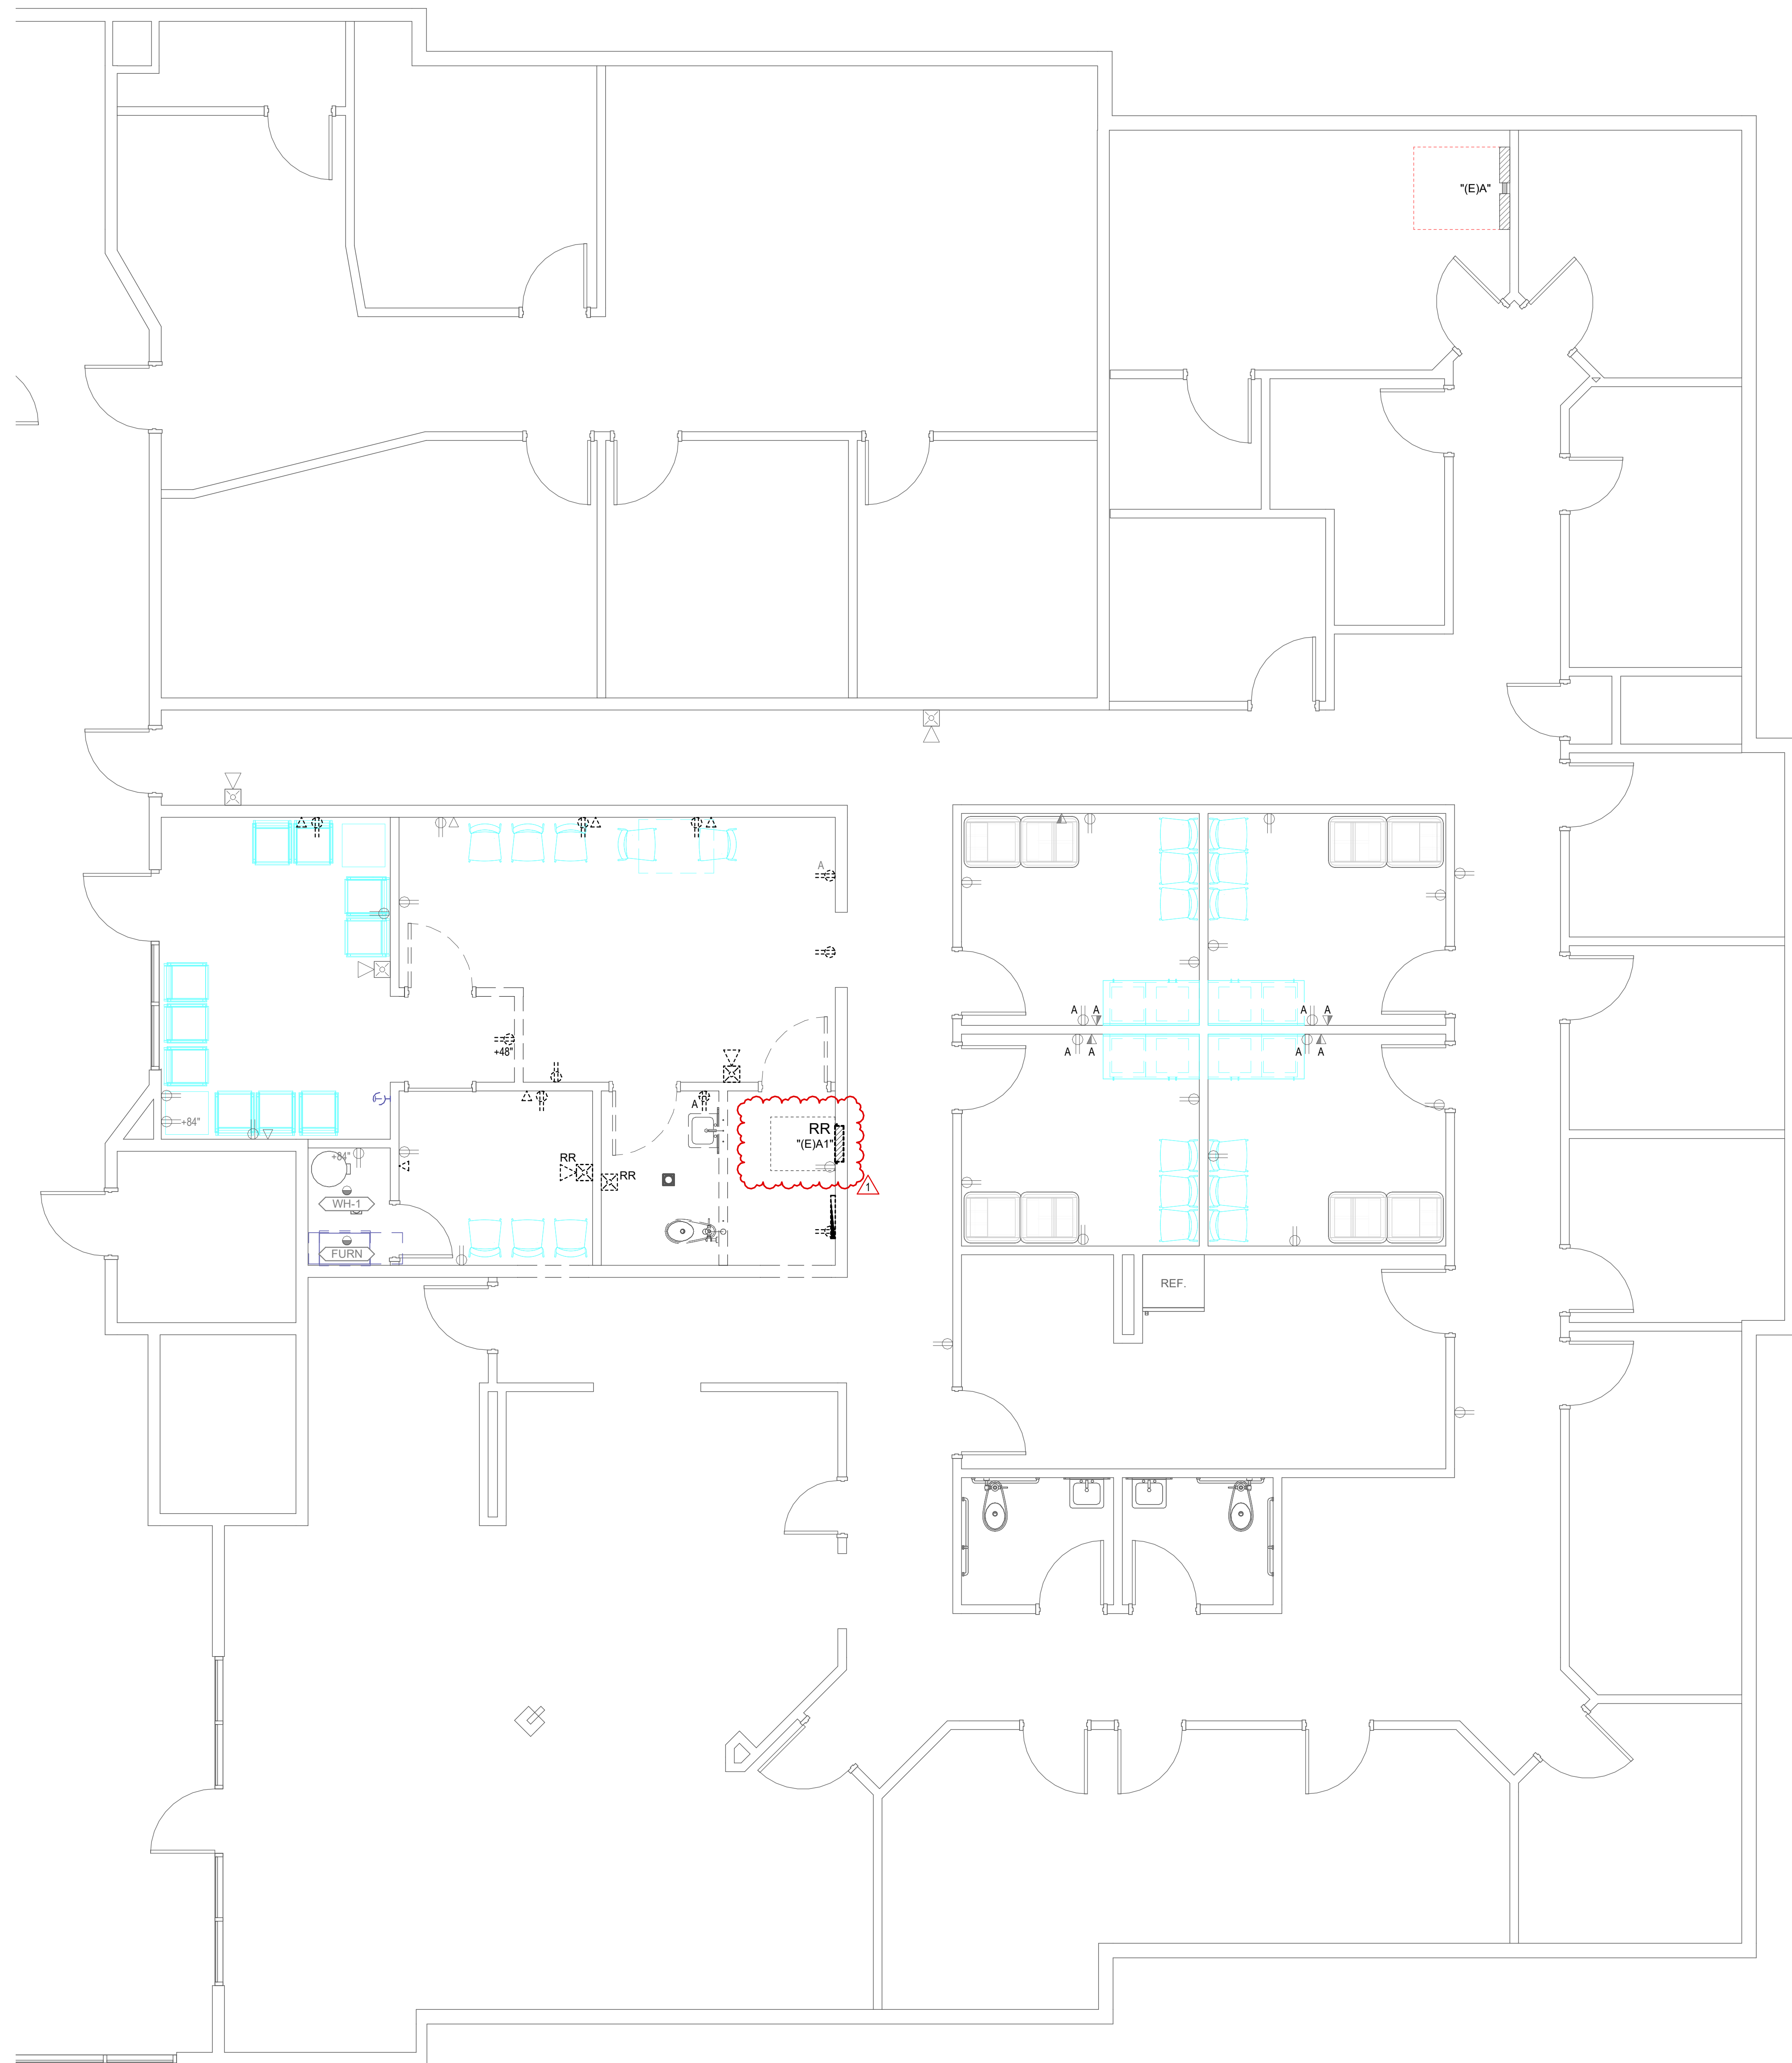 "(E)A"
A
+48"
A
A
A
A
A
A
A
A
A
+84"
RR
"(E)A1"
+84"
RR
RR
1
WH-1
FURN
REF.